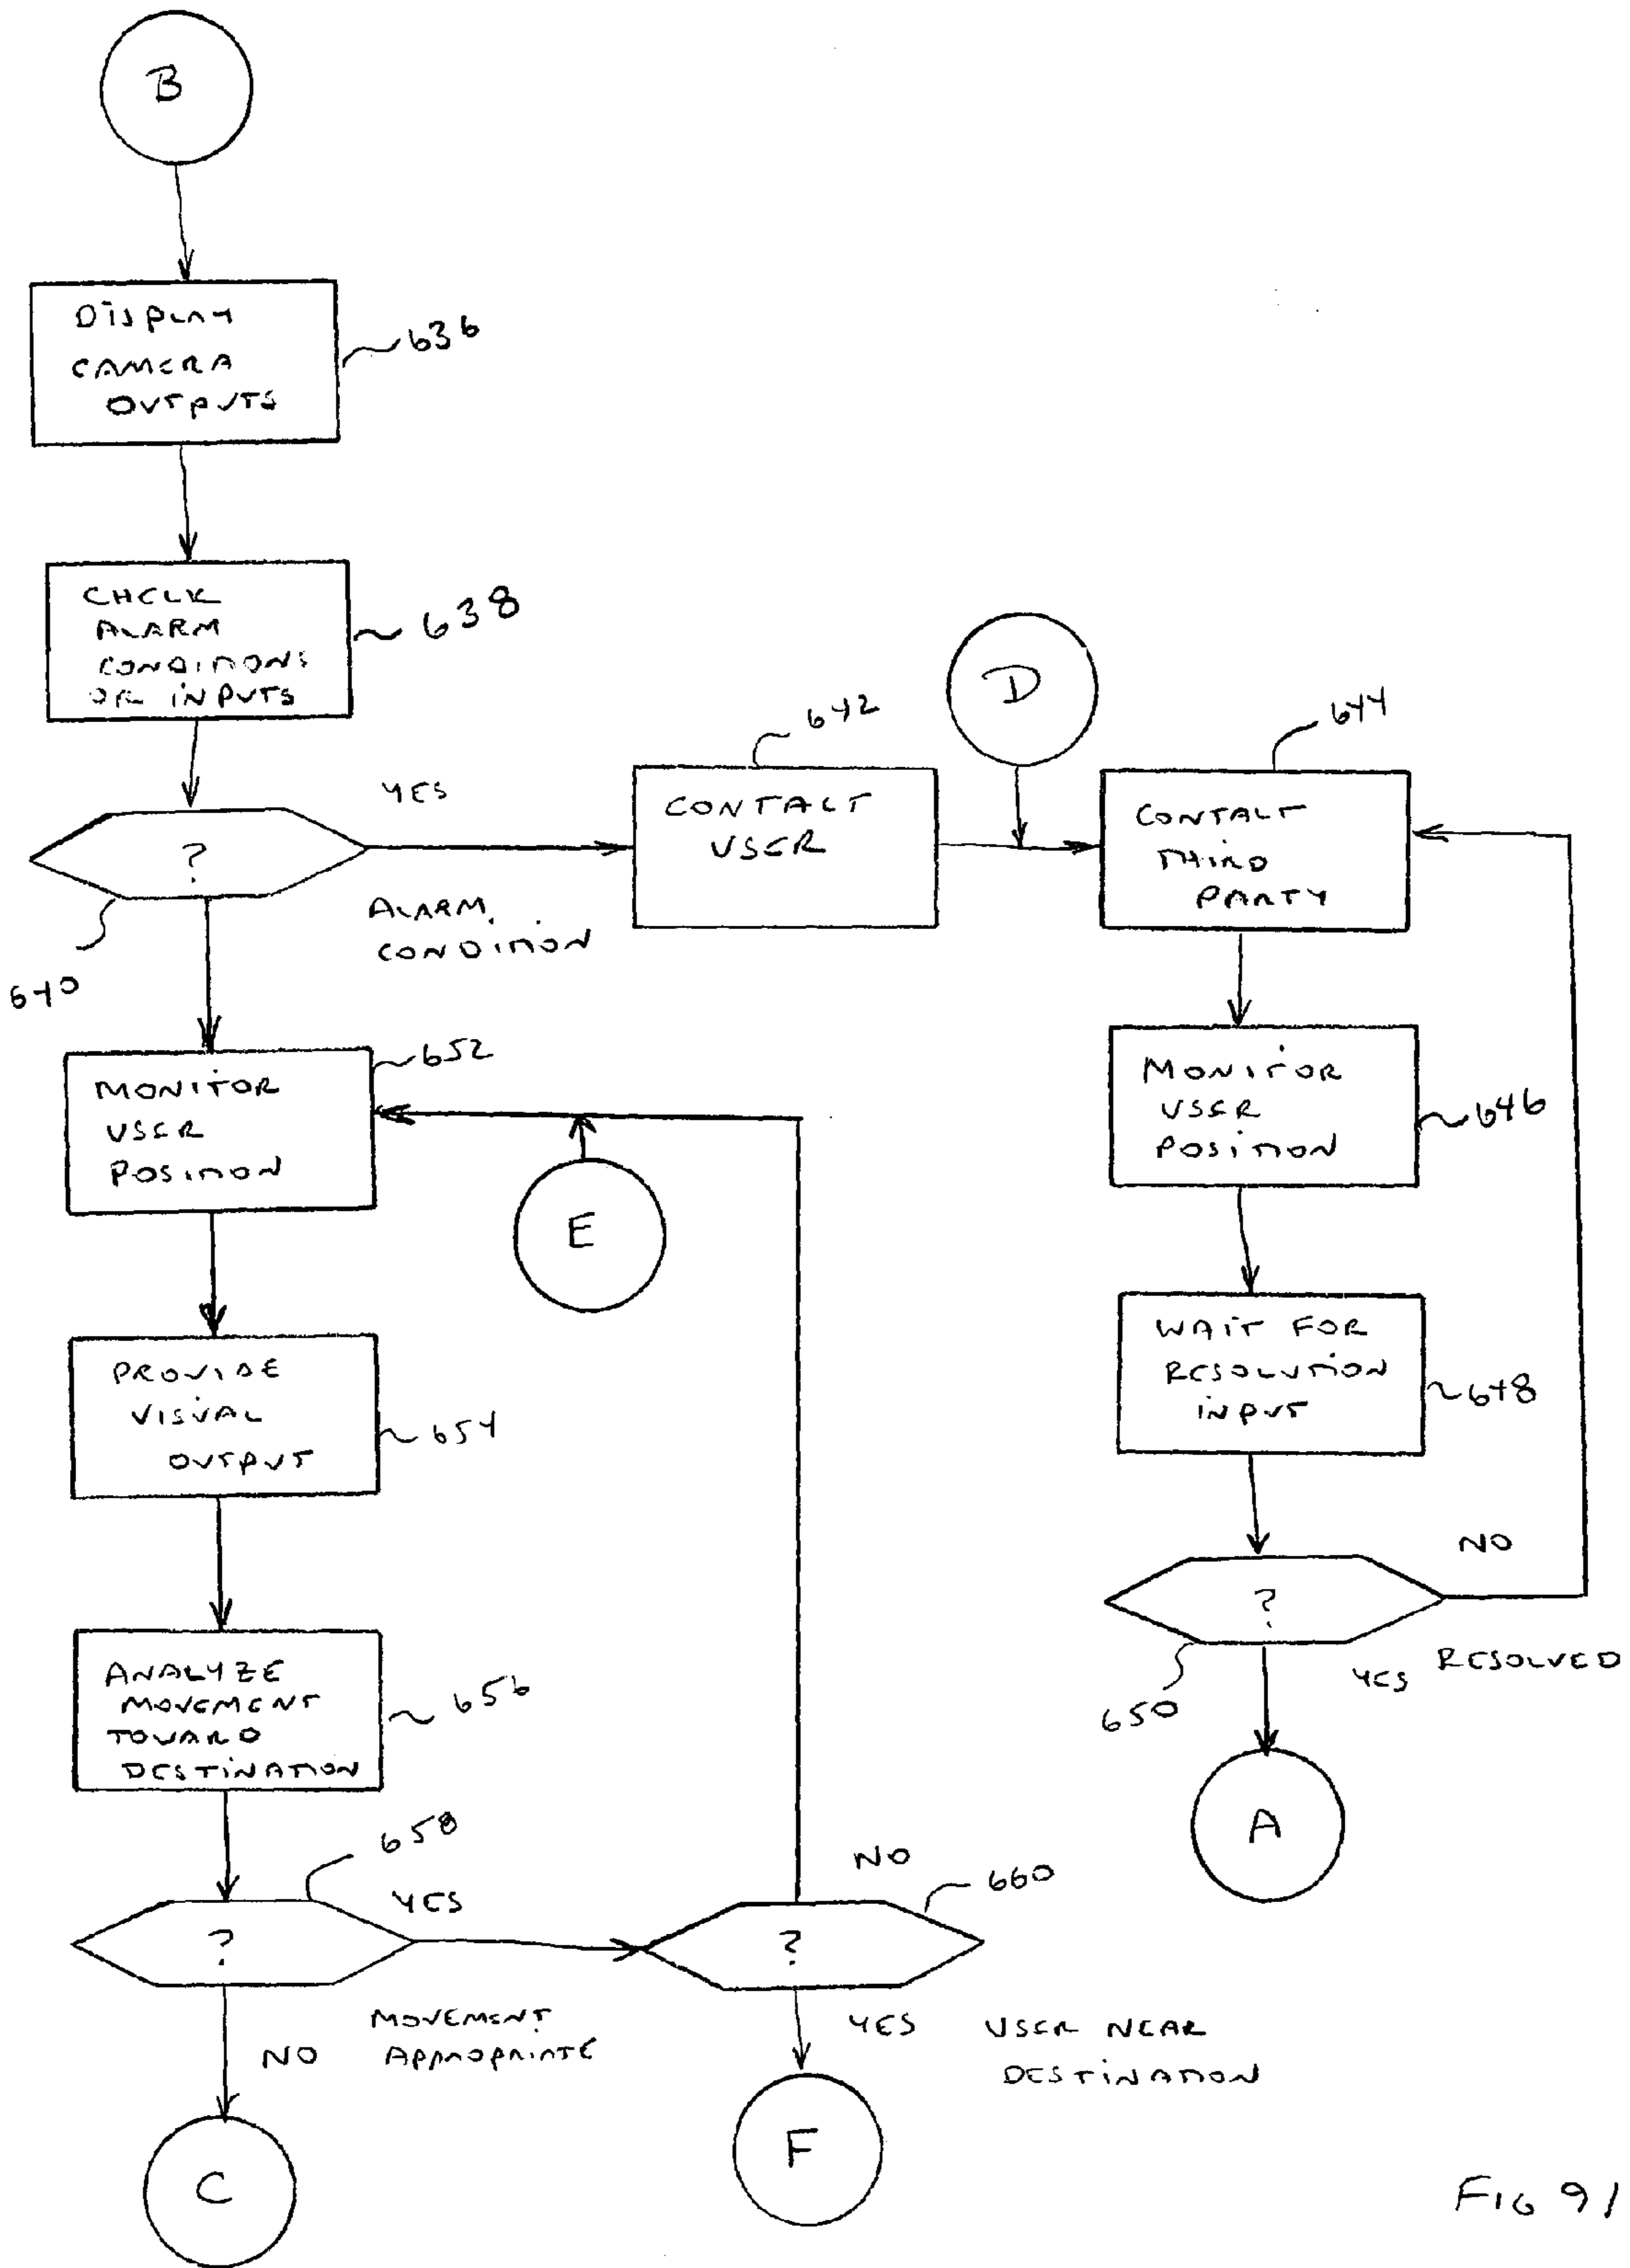 B
DISPLAY
CAMERA
OUTPUTS
636
CHECK
ALARM
CONDITIONS
OR INPUTS
638
?
YES
ALARM
CONDITION
640
642
CONTACT
USER
D
644
CONTACT
THIRD
PARTY
MONITOR
USER
POSITION
646
WAIT FOR
RESOLUTION
INPUT
648
?
NO
YES RESOLVED
650
A
652
MONITOR
USER
POSITION
E
PROVIDE
VISUAL
OUTPUT
654
ANALYZE
MOVEMENT
TOWARD
DESTINATION
656
658
?
YES
NO
MOVEMENT
APPROPRIATE
C
NO
660
?
YES
USER NEAR
DESTINATION
F
FIG 91